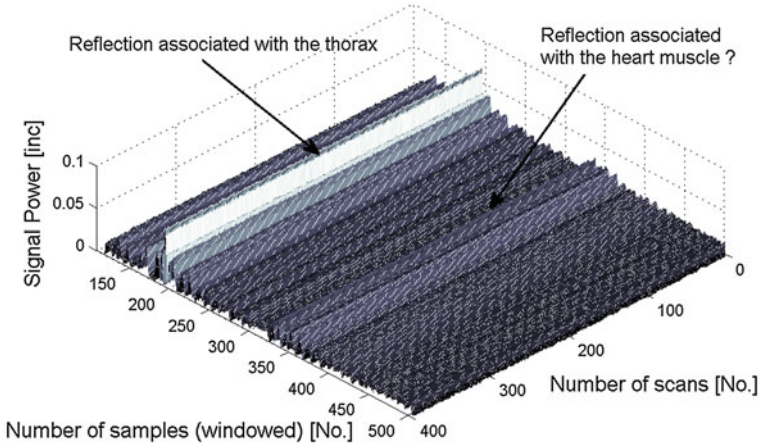 Reflection associated with the thorax
Reflection associated
with the heart muscle ?
Signal Power [inc]
0.1
0.05
0
150
200
250
300
350
400
450
500
Number of samples (windowed) [No.]
0
100
200
300
400
Number of scans [No.]